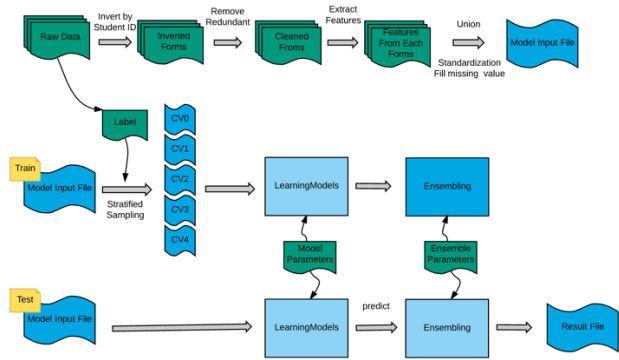 Raw Data
Invert by
Student ID
Inverted
Forms
Remove
Redundant
Cleaned
Froms
Extract
Features
Features
From Each
Forms
Union
Standardization
Fill missing value
Model Input File
Label
CV0
CV1
CV2
CV3
CV4
Train
Model Input File
Stratified
Sampling
LearningModels
Ensembling
Model
Parameters
Ensemble
Parameters
Test
Model Input File
LearningModels
predict
Ensembling
Result File